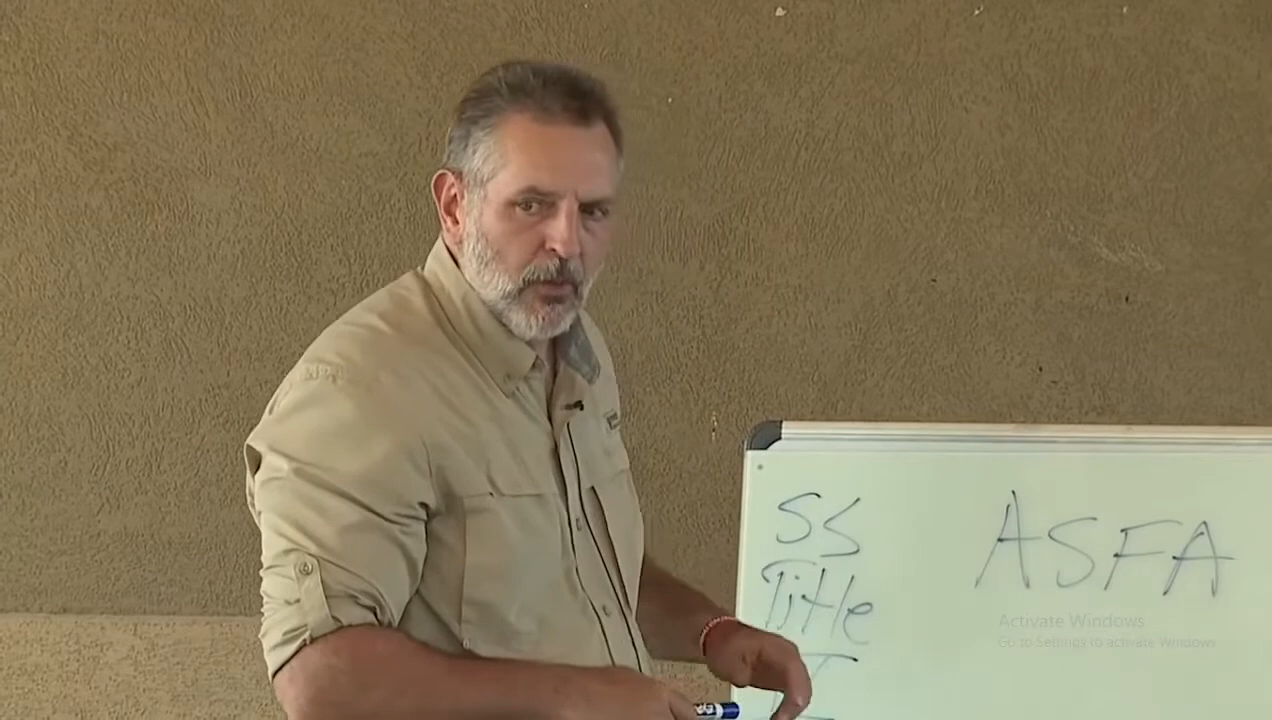 SS
ASFA
Title
Activate Windows
Go to Settings to activate Windows.